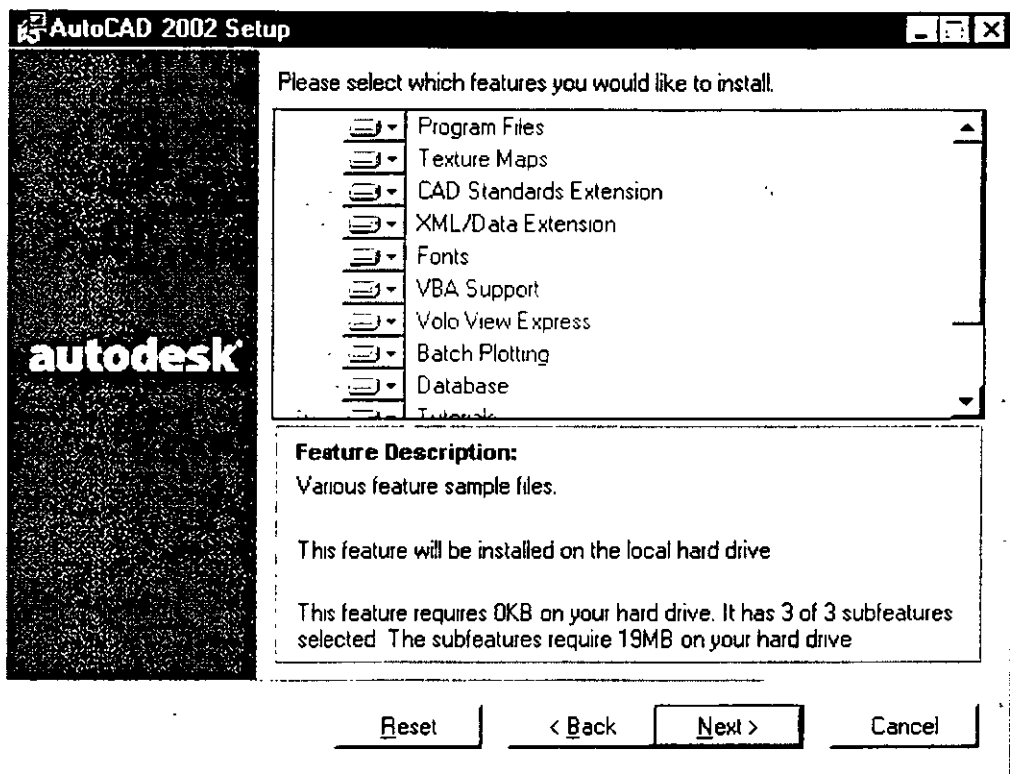 AutoCAD 2002 Setup
Please select which features you would like to install.
Program Files
Texture Maps
CAD Standards Extension
XML/Data Extension
Fonts
VBA Support
Volo View Express
Batch Plotting
Database
Tutorials
autodesk
Feature Description:
Various feature sample files.
This feature will be installed on the local hard drive
This feature requires 0KB on your hard drive. It has 3 of 3 subfeatures
selected The subfeatures require 19MB on your hard drive
Reset < Back Next > Cancel